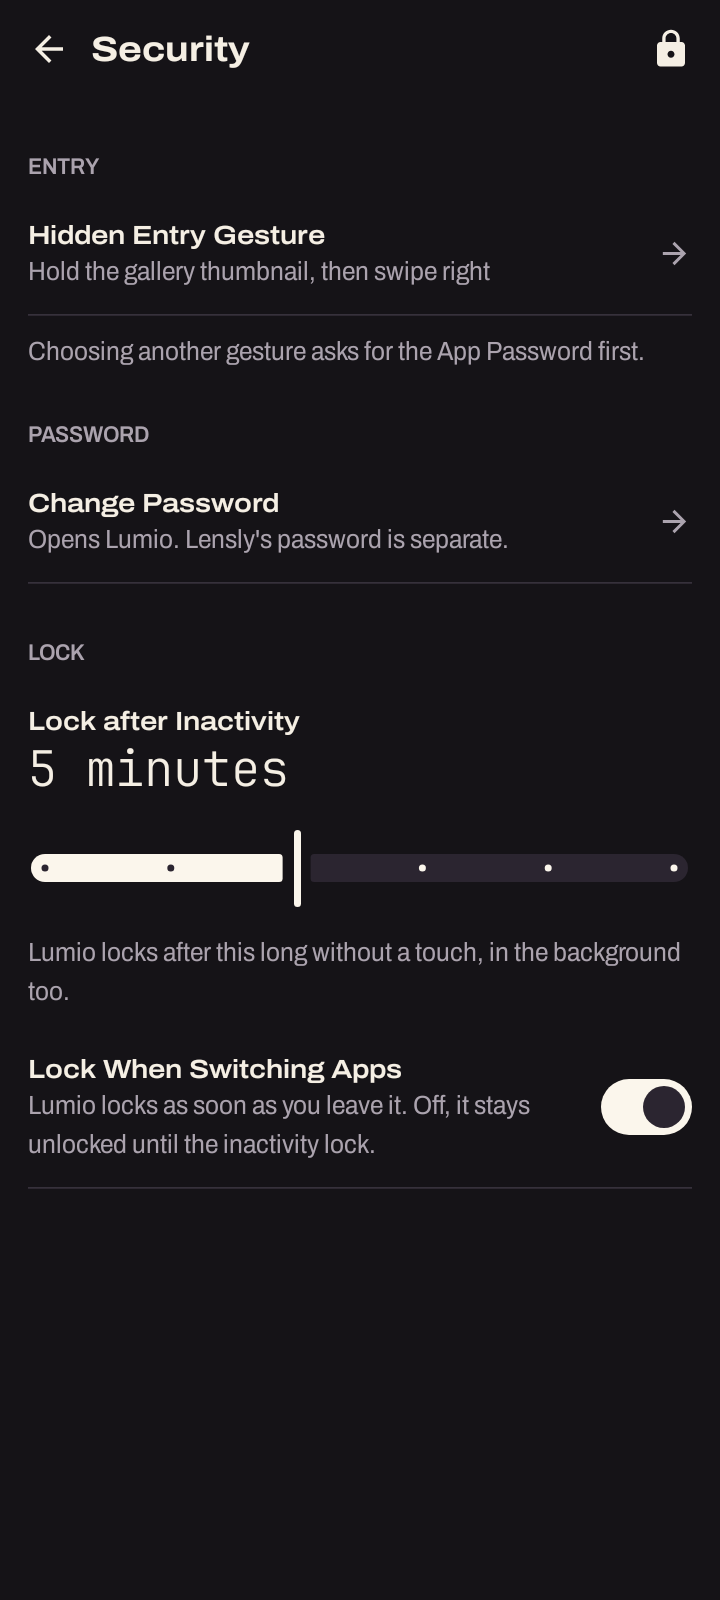 Security
ENTRY
Hidden Entry Gesture
Hold the gallery thumbnail, then swipe right
Choosing another gesture asks for the App Password first.
PASSWORD
Change Password
Opens Lumio. Lensly's password is separate.
LOCK
Lock after Inactivity
5 minutes
Lumio locks after this long without a touch, in the background
too.
Lock When Switching Apps
Lumio locks as soon as you leave it. Off, it stays
unlocked until the inactivity lock.